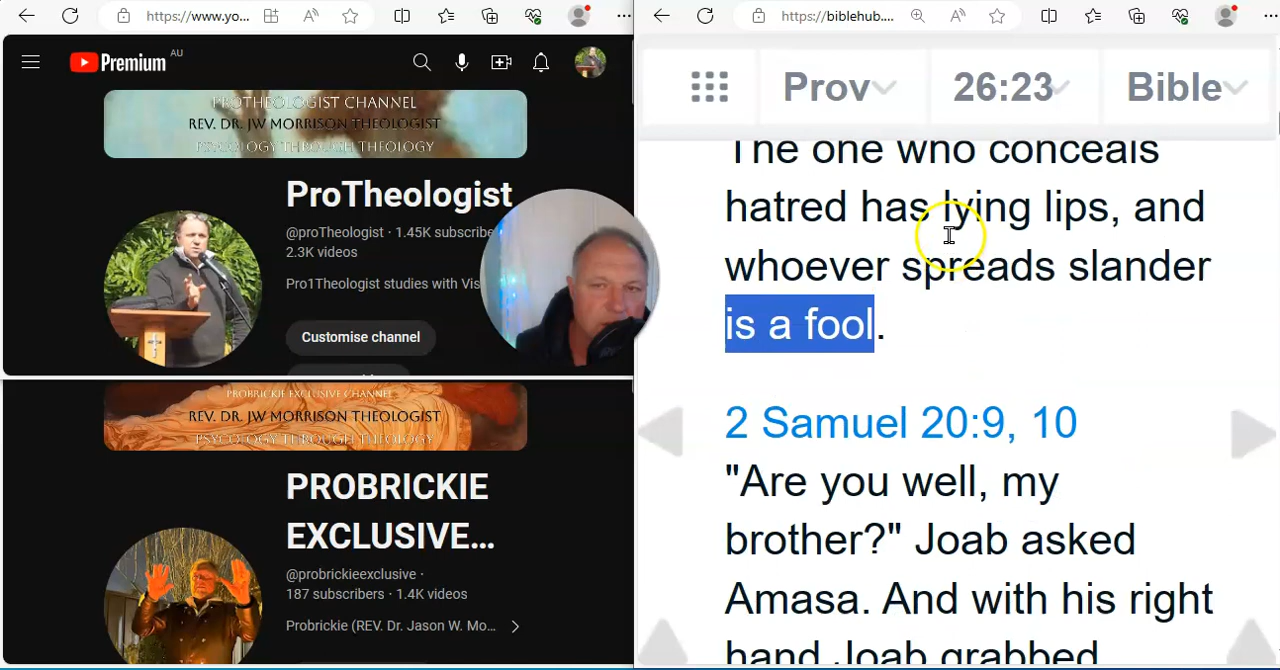 https://www.yo...
Premium AU
PROTHEOLOGIST CHANNEL
REV. DR. JW MORRISON THEOLOGIST
PSYCOLOGY THROUGH THEOLOGY
ProTheologist
@proTheologist · 1.45K subscribe
2.3K videos
Pro1Theologist studies with Vis
Customise channel
PROBRICKIE EXCLUSIVE CHANNEL
REV. DR. JW MORRISON THEOLOGIST
PSYCOLOGY THROUGH THEOLOGY
PROBRICKIE
EXCLUSIVE...
@probrickieexclusive ·
187 subscribers · 1.4K videos
Probrickie (REV. Dr. Jason W. Mo...
https://biblehub....
Prov 26:23 Bible
The one who conceals
hatred has lying lips, and
whoever spreads slander
is a fool.
2 Samuel 20:9, 10
"Are you well, my
brother?" Joab asked
Amasa. And with his right
hand Joab grabbed